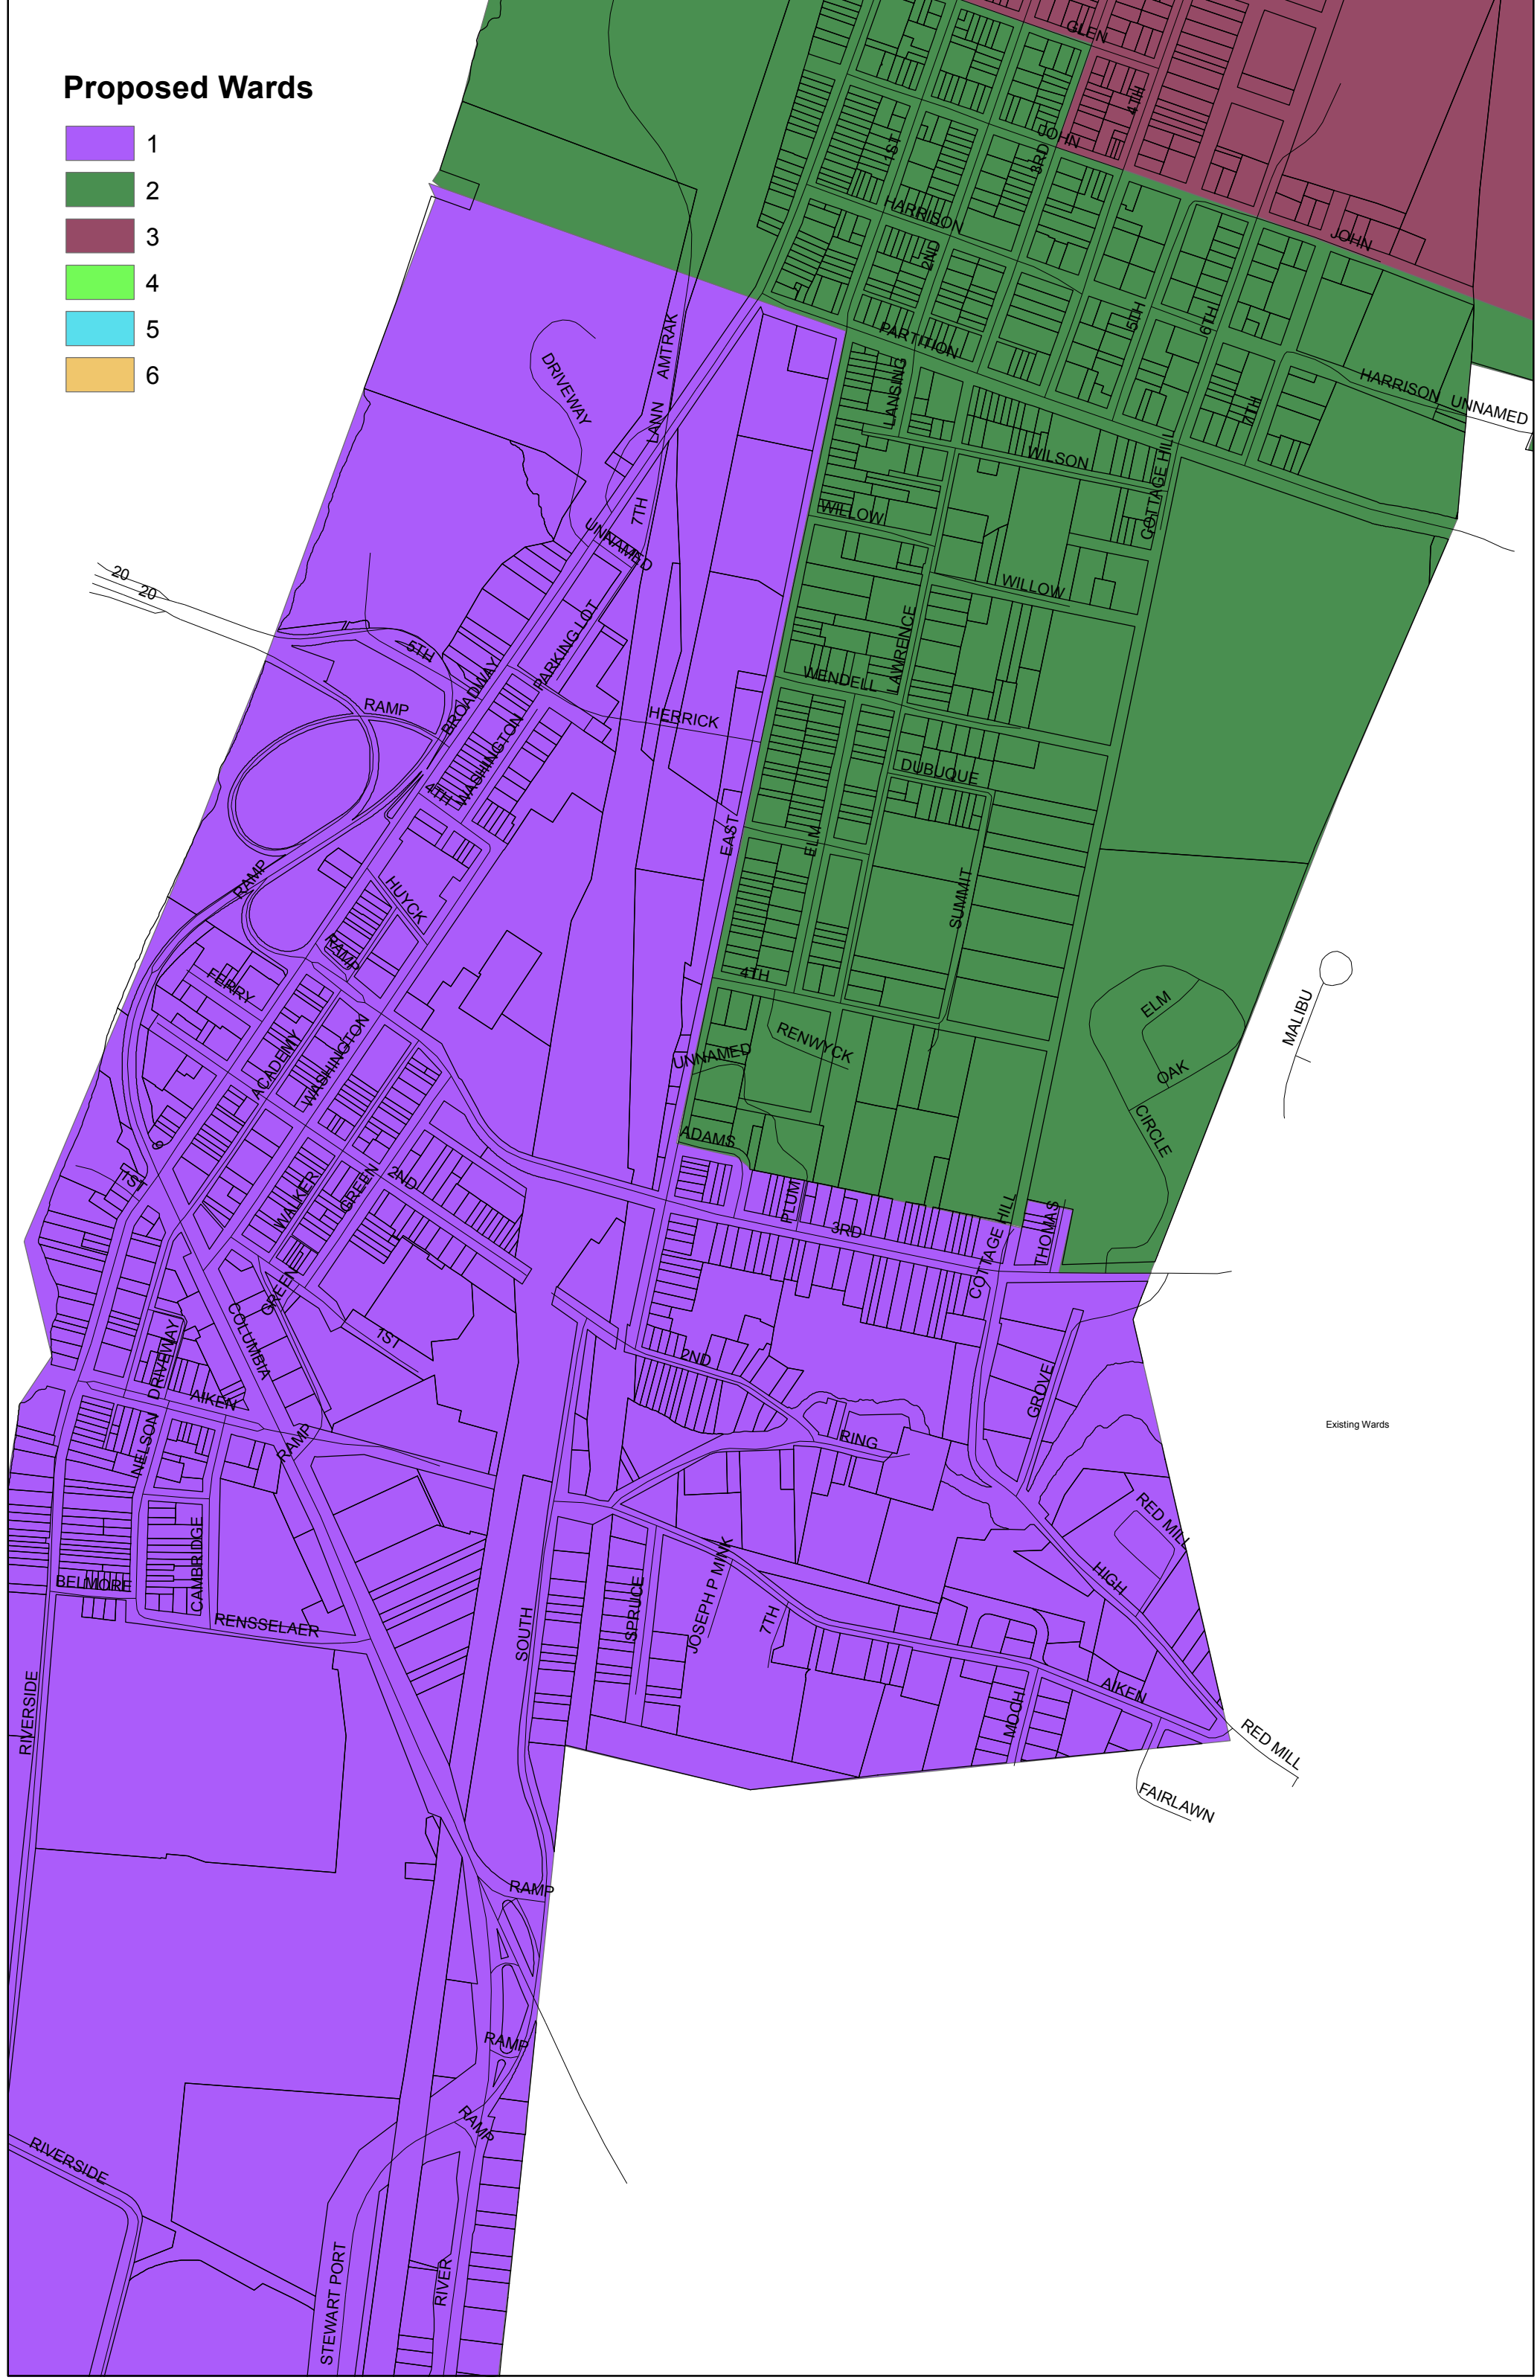 Proposed Wards
1
2
3
4
5
6
GLEN
4TH
JOHN
3RD
1ST
HARRISON
2ND
JOHN
5TH
6TH
PARTITION
LANSING
HARRISON
UNNAMED
7TH
AMTRAK
DRIVEWAY
LANN
WILSON
COTTAGE HILL
7TH
WILLOW
UNNAMED
20
20
WILLOW
PARKING LOT
5TH
LAWRENCE
WENDELL
BROADWAY
RAMP
HERRICK
WASHINGTON
DUBUQUE
4TH
EAST
ELM
RAMP
HUYCK
SUMMIT
RAMP
FERRY
4TH
ELM
MALIBU
RENWYCK
UNNAMED
ACADEMY
WASHINGTON
OAK
CIRCLE
ADAMS
9
1ST
2ND
WALKER
GREEN
PLUM
3RD
COTTAGE HILL
THOMAS
GREEN
COLUMBIA
1ST
DRIVEWAY
2ND
GROVE
AIKEN
Existing Wards
NELSON
RAMP
RING
RED MILL
CAMBRIDGE
BELMORE
HIGH
JOSEPH P MINK
SPRUCE
SOUTH
7TH
RENSSELAER
RIVERSIDE
AIKEN
MOCH
RED MILL
FAIRLAWN
RAMP
RAMP
RAMP
RIVERSIDE
STEWART PORT
RIVER